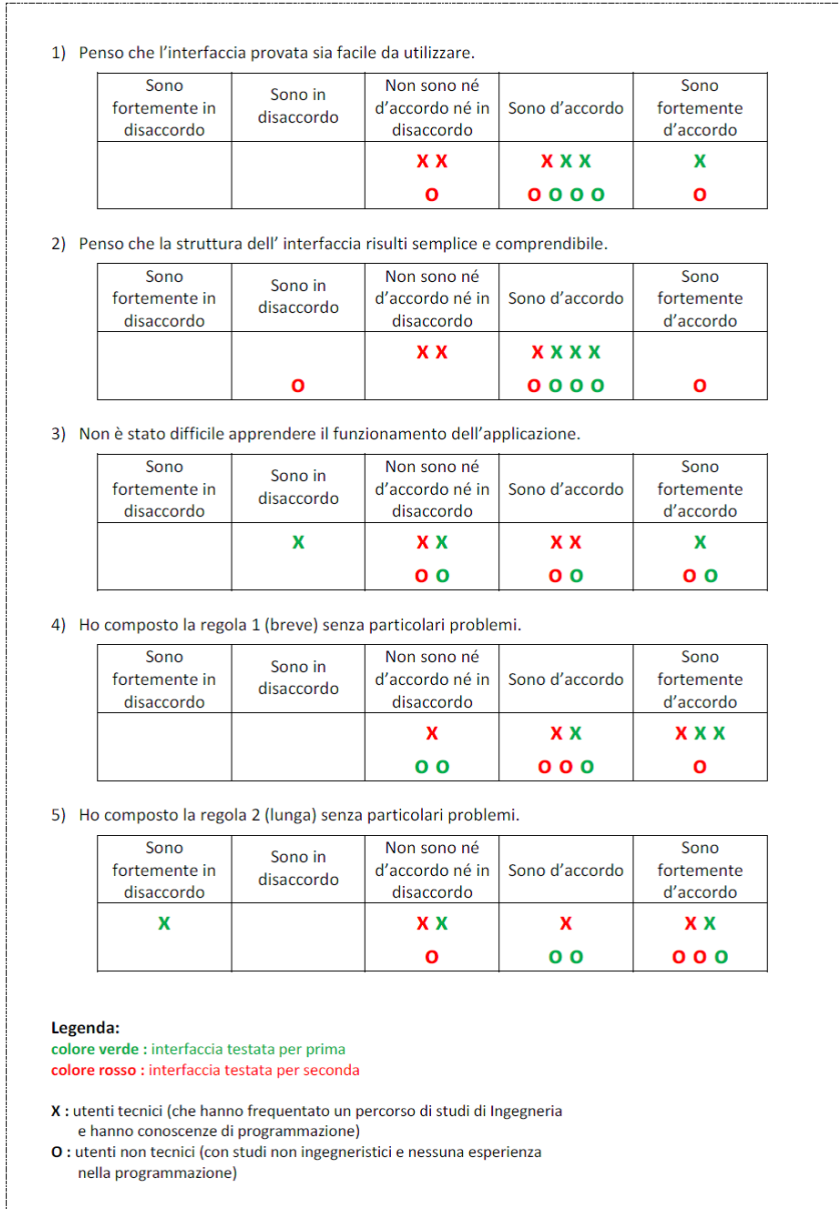 1) Penso che l'interfaccia provata sia facile da utilizzare.
Sono fortemente in disaccordo | Sono in disaccordo | Non sono né d'accordo né in disaccordo | Sono d'accordo | Sono fortemente d'accordo
X X | X X X | X
O | O O O O | O
2) Penso che la struttura dell' interfaccia risulti semplice e comprendibile.
Sono fortemente in disaccordo | Sono in disaccordo | Non sono né d'accordo né in disaccordo | Sono d'accordo | Sono fortemente d'accordo
X X | X X X X
O | O O O O | O
3) Non è stato difficile apprendere il funzionamento dell'applicazione.
Sono fortemente in disaccordo | Sono in disaccordo | Non sono né d'accordo né in disaccordo | Sono d'accordo | Sono fortemente d'accordo
X | X X | X X | X
O O | O O | O O
4) Ho composto la regola 1 (breve) senza particolari problemi.
Sono fortemente in disaccordo | Sono in disaccordo | Non sono né d'accordo né in disaccordo | Sono d'accordo | Sono fortemente d'accordo
X | X X | X X X
O O | O O O | O
5) Ho composto la regola 2 (lunga) senza particolari problemi.
Sono fortemente in disaccordo | Sono in disaccordo | Non sono né d'accordo né in disaccordo | Sono d'accordo | Sono fortemente d'accordo
X | X X | X | X X
O | O O | O O O
Legenda:
colore verde : interfaccia testata per prima
colore rosso : interfaccia testata per seconda
X : utenti tecnici (che hanno frequentato un percorso di studi di Ingegneria
e hanno conoscenze di programmazione)
O : utenti non tecnici (con studi non ingegneristici e nessuna esperienza
nella programmazione)